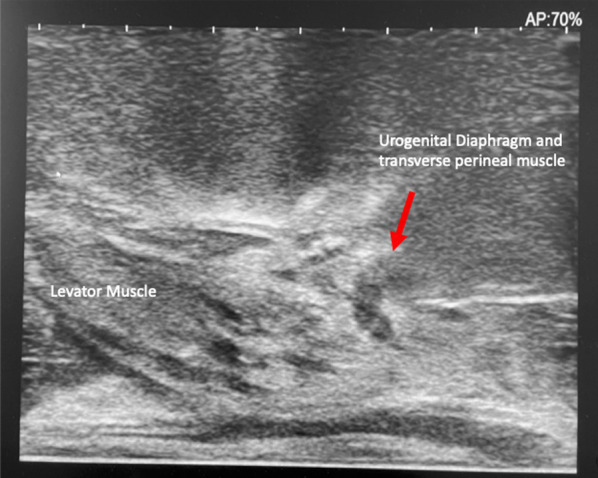 AP:70%
Urogenital Diaphragm and
transverse perineal muscle
Levator Muscle